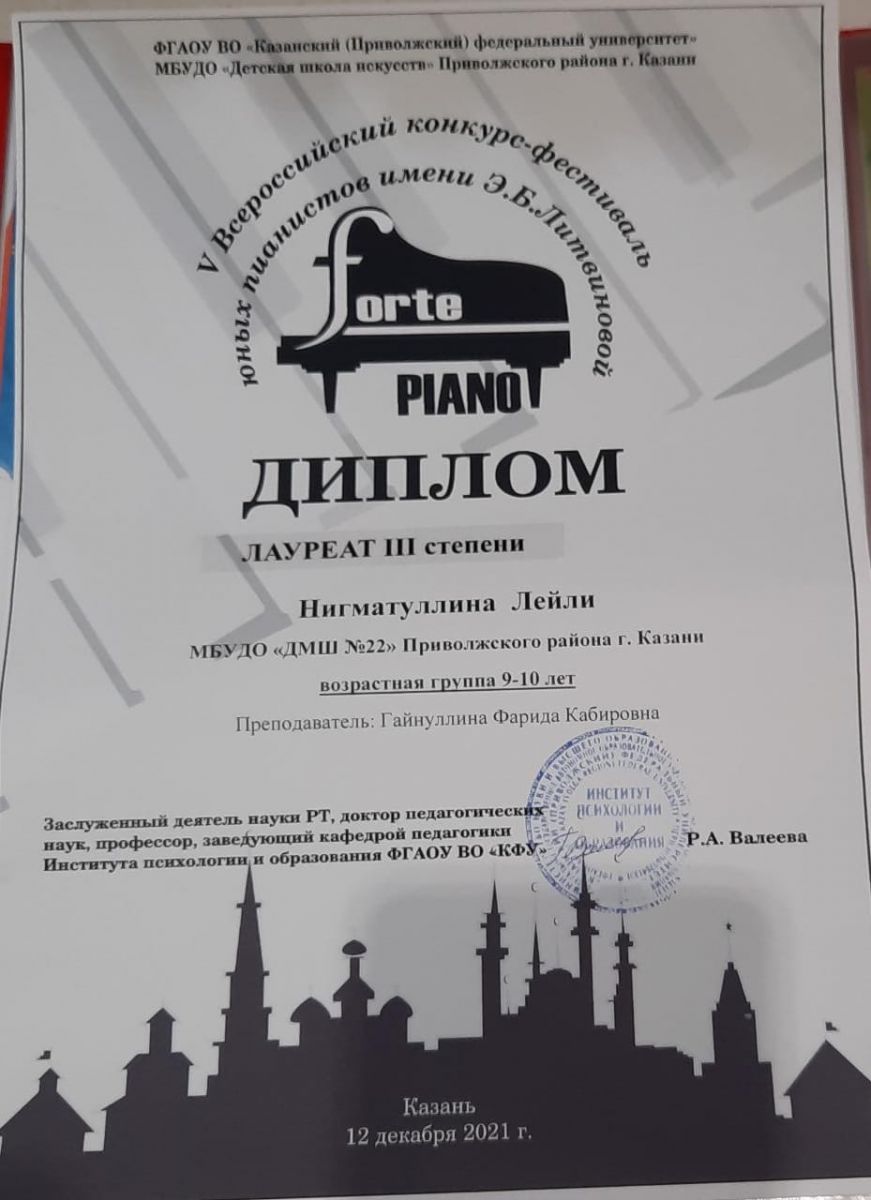 ФГАОУ ВО «Казанский (Приволжский) федеральный университет»
МБУДО «Детская школа искусств» Приволжского района г. Казани
V Всероссийский конкурс-фестиваль
юных пианистов имени Э.Б.Литвиновой
forte
PIANO
ДИПЛОМ
ЛАУРЕАТ III степени
Нигматуллина Лейли
МБУДО «ДМШ №22» Приволжского района г. Казани
возрастная группа 9-10 лет
Преподаватель: Гайнуллина Фарида Кабировна
ИНСТИТУТ
ПСИХОЛОГИИ
И
ОБРАЗОВАНИЯ
Заслуженный деятель науки РТ, доктор педагогических
наук, профессор, заведующий кафедрой педагогики
Института психологии и образования ФГАОУ ВО «КФУ»
Р.А. Валеева
Казань
12 декабря 2021 г.